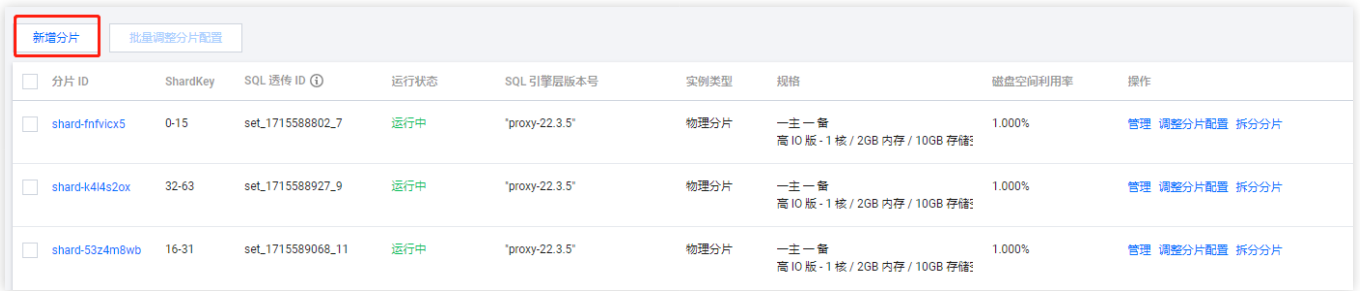 新增分片 批量调整分片配置
分片 ID ShardKey SQL 透传 ID 运行状态 SQL 引擎层版本号 实例类型 规格 磁盘空间利用率 操作
shard-fnfvicx5 0-15 set_1715588802_7 运行中 "proxy-22.3.5" 物理分片 一主一备 1.000% 管理 调整分片配置 拆分分片
高 IO 版 - 1 核 / 2GB 内存 / 10GB 存储
shard-k4l4s2ox 32-63 set_1715588927_9 运行中 "proxy-22.3.5" 物理分片 一主一备 1.000% 管理 调整分片配置 拆分分片
高 IO 版 - 1 核 / 2GB 内存 / 10GB 存储
shard-53z4m8wb 16-31 set_1715589068_11 运行中 "proxy-22.3.5" 物理分片 一主一备 1.000% 管理 调整分片配置 拆分分片
高 IO 版 - 1 核 / 2GB 内存 / 10GB 存储